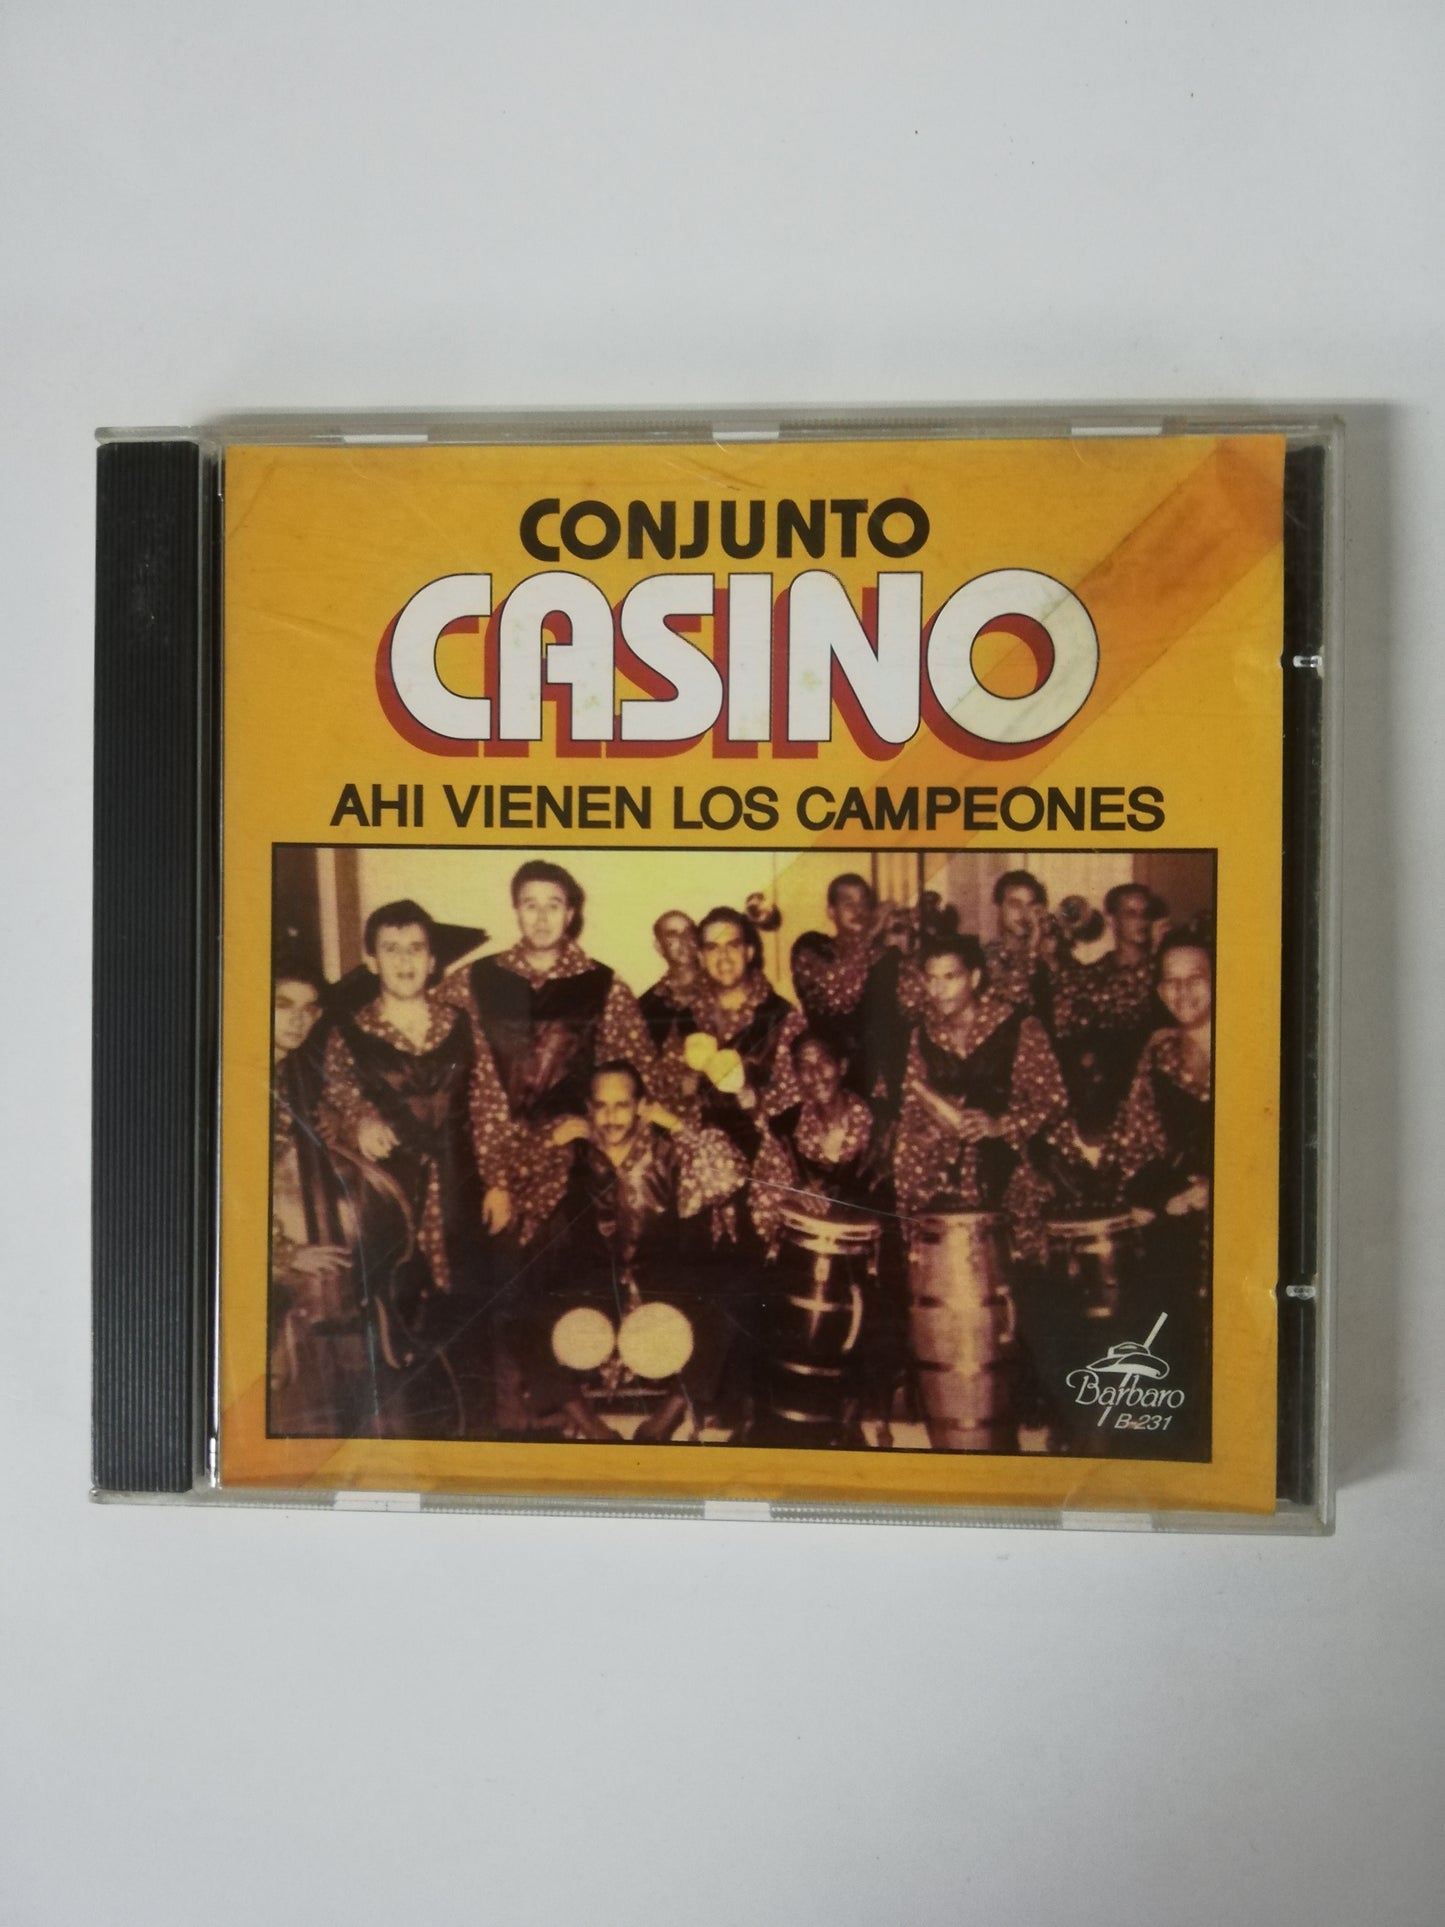 CONJUNTO
CASINO
AHI VIENEN LOS CAMPEONES
Barbaro
B-231